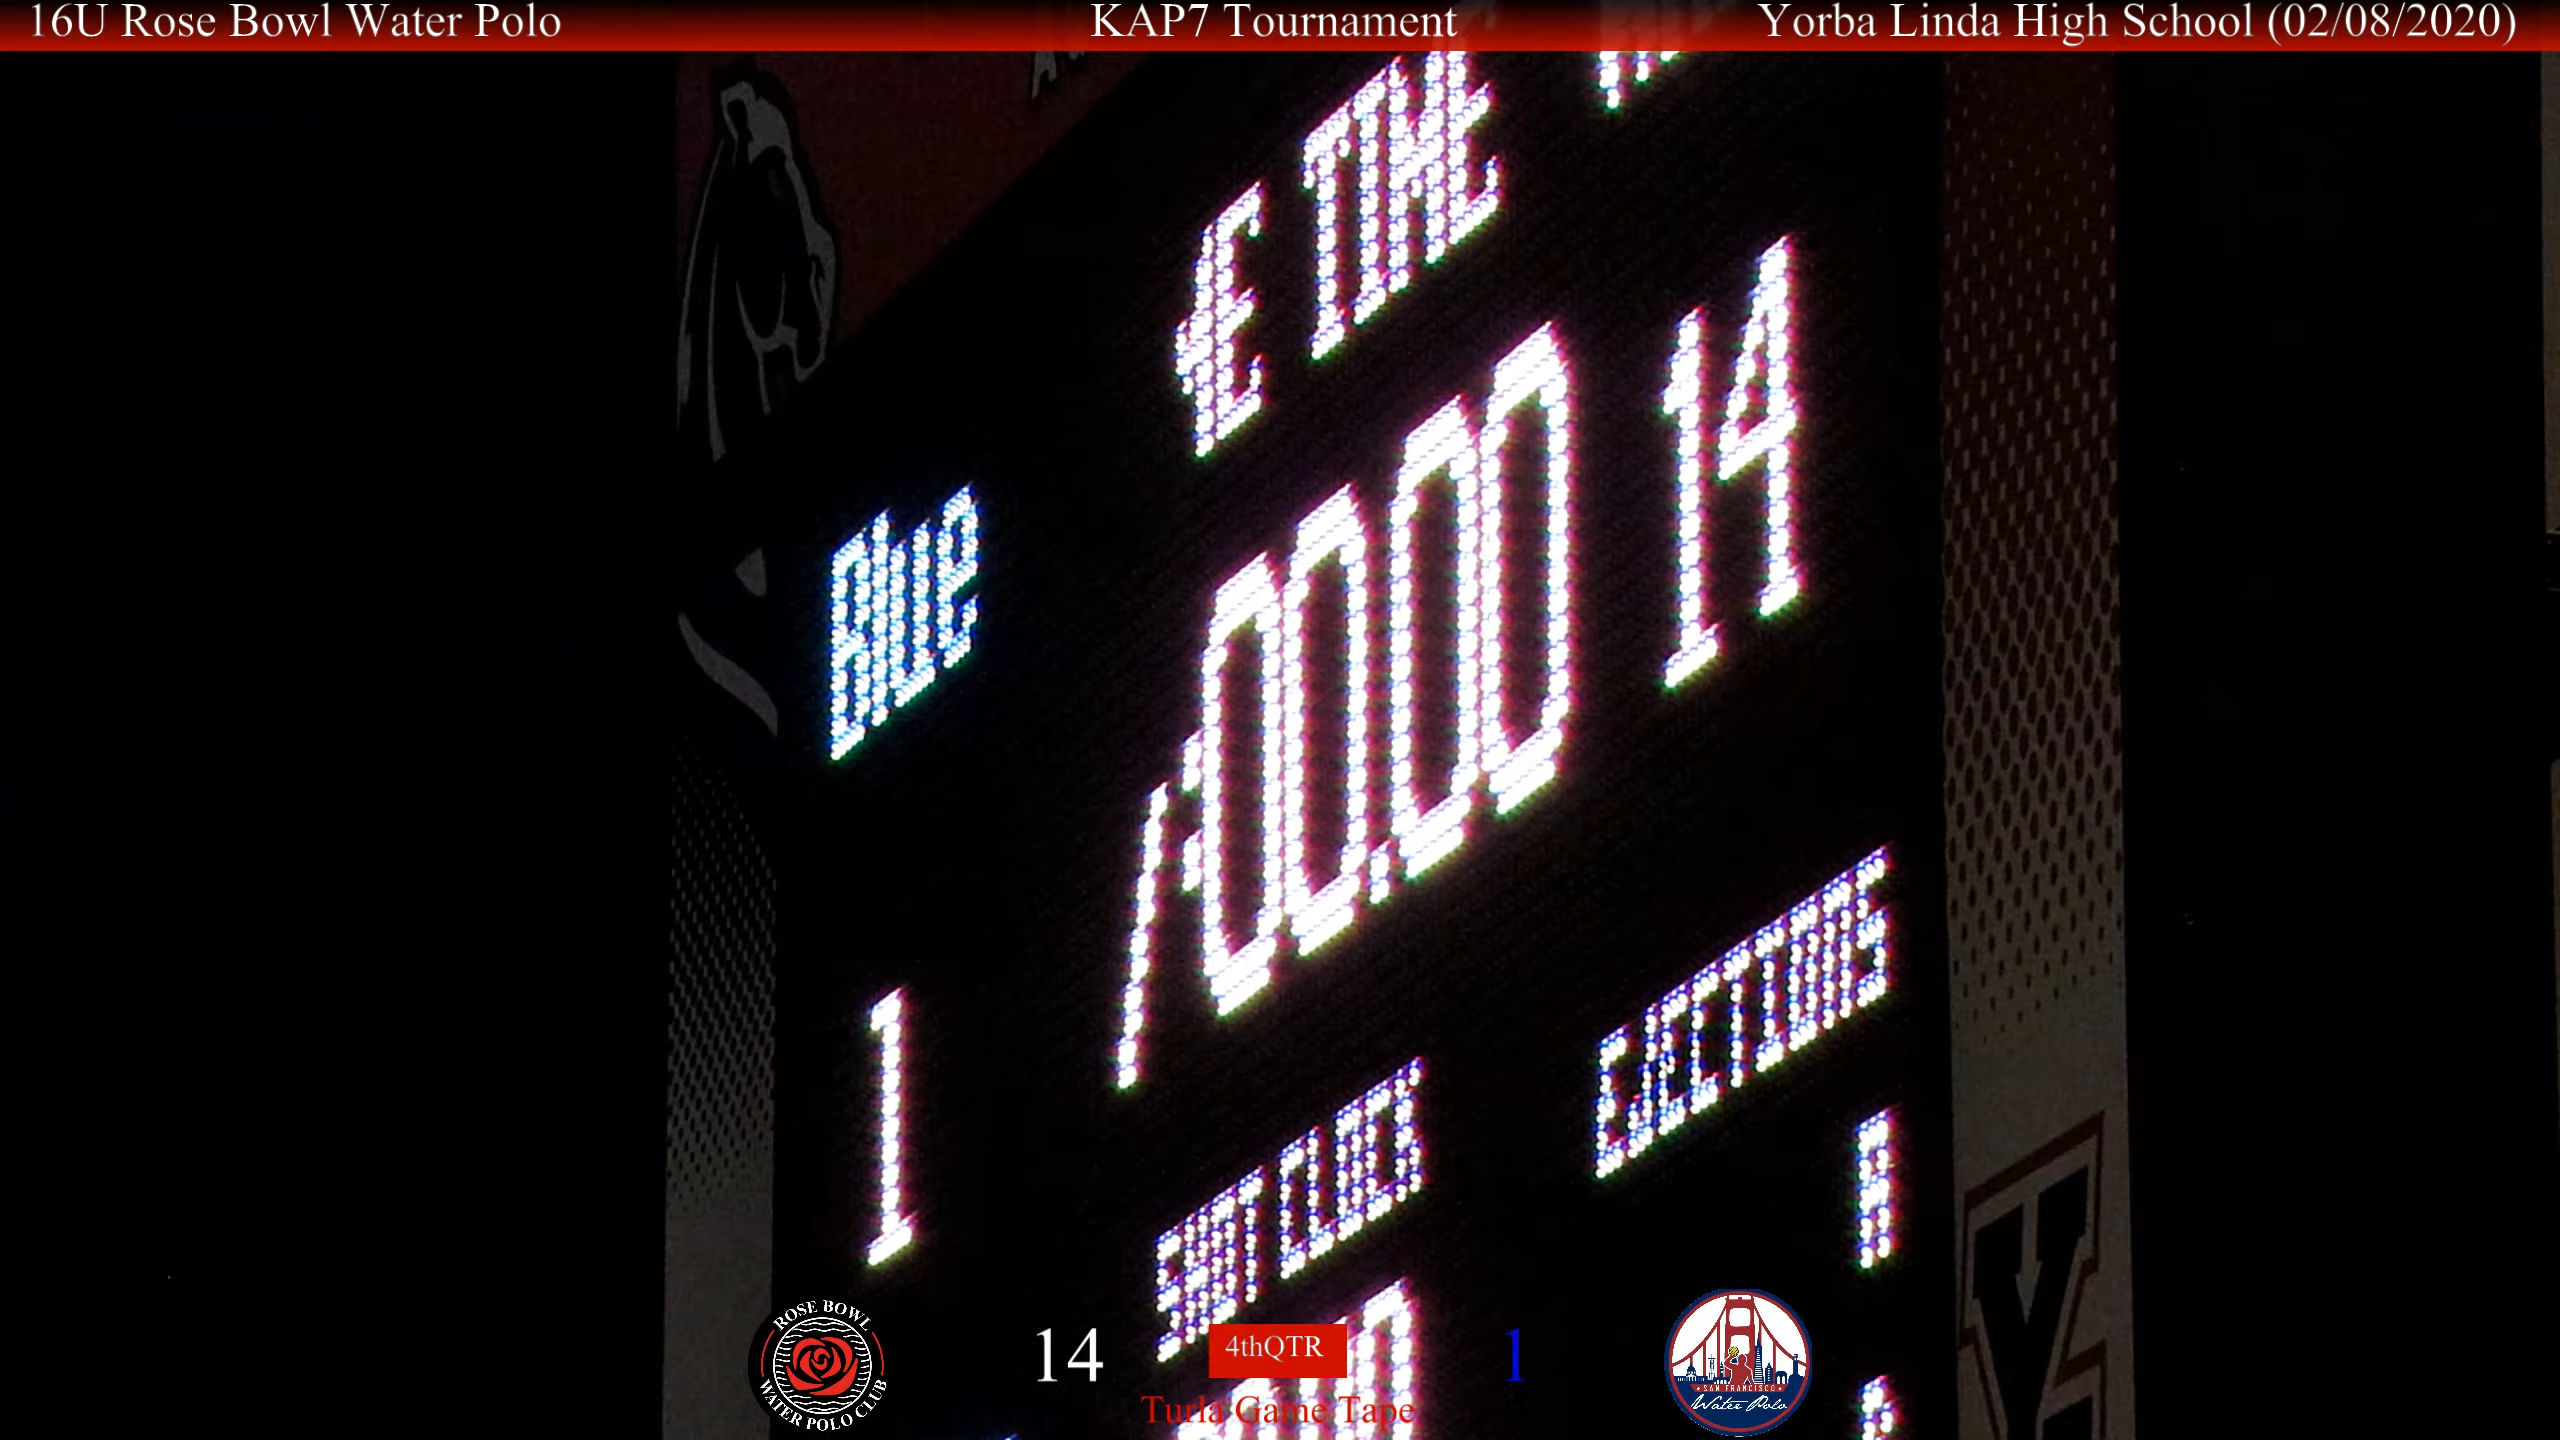 16U Rose Bowl Water Polo
KAP7 Tournament
Yorba Linda High School (02/08/2020)
TIME
Blue
14
:00.00
1
EJECTIONS
SHOT CLOCK
ROSE BOWL
WATER POLO CLUB
14
4thQTR
1
Turla Game Tape
SAN FRANCISCO
Water Polo